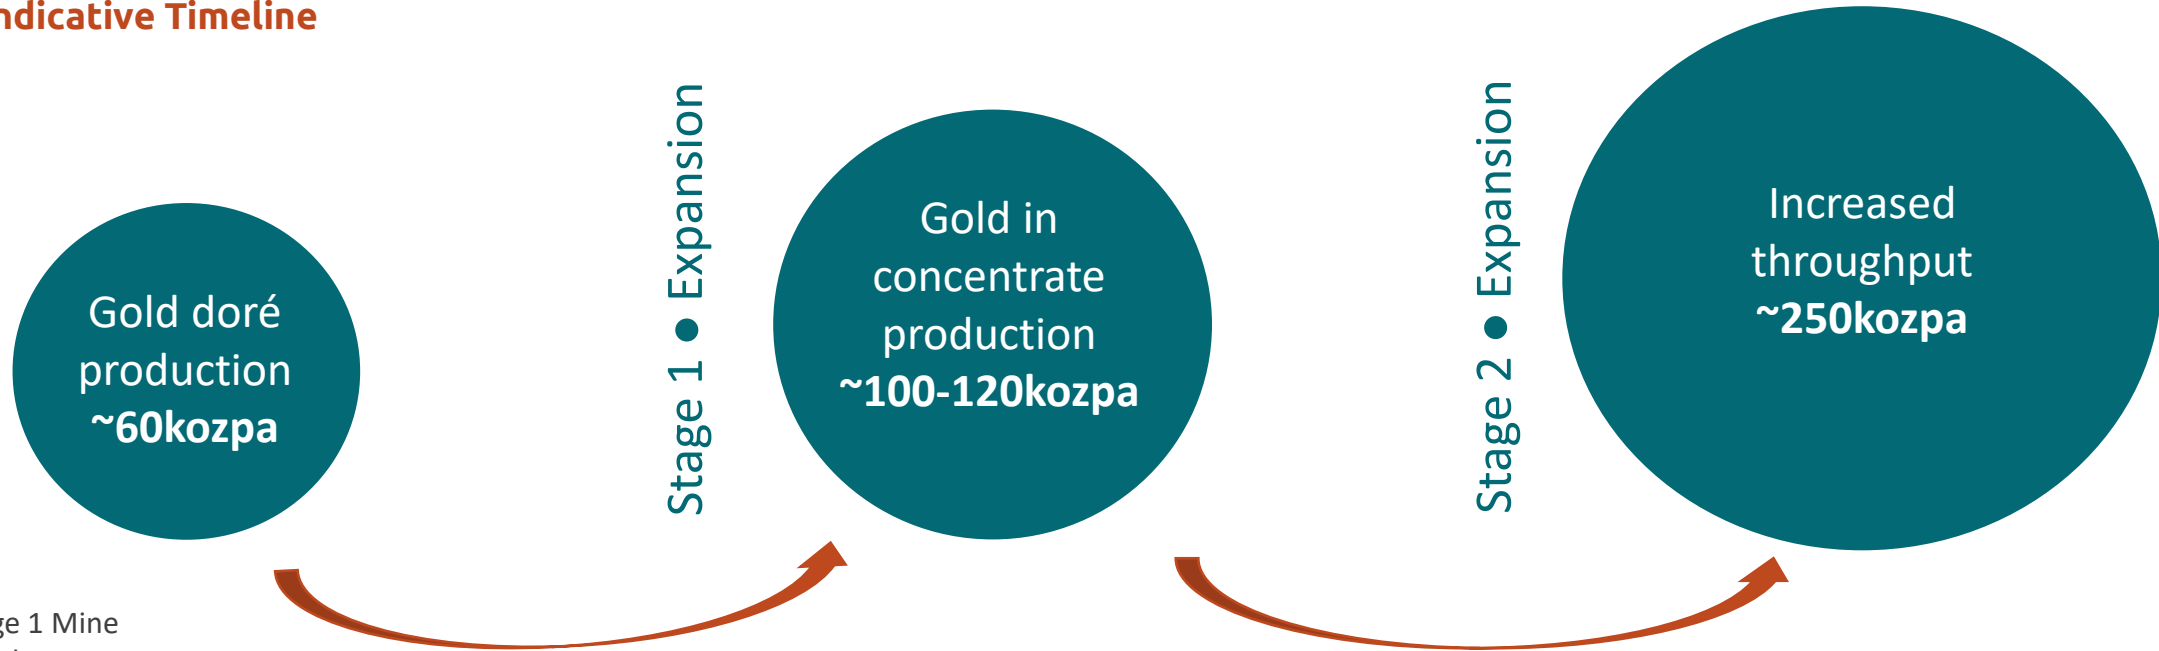 ndicative Timeline
Gold doré
production
~60kozpa
Stage 1 ● Expansion
Gold in
concentrate
production
~100-120kozpa
Stage 2 ● Expansion
Increased
throughput
~250kozpa
ge 1 Mine